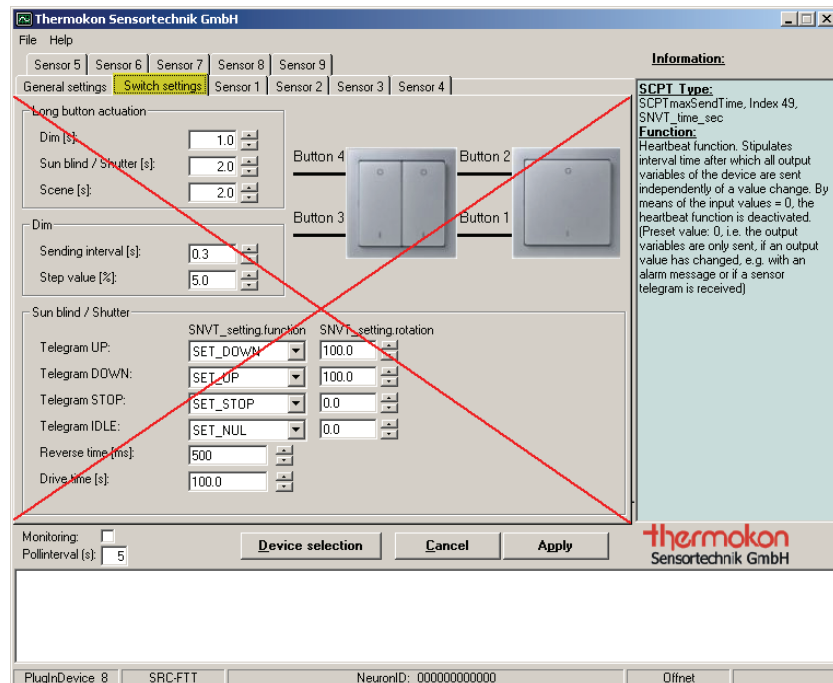 Thermokon Sensortechnik GmbH
File Help
Sensor 5 Sensor 6 Sensor 7 Sensor 8 Sensor 9
General settings Switch settings Sensor 1 Sensor 2 Sensor 3 Sensor 4
Long button actuation
Dim [s]: 1.0
Sun blind / Shutter [s]: 2.0
Scene [s]: 2.0
Button 4
Button 2
Button 3
Button 1
Dim
Sending interval [s]: 0.3
Step value [%]: 5.0
Sun blind / Shutter
SNVT_setting.function SNVT_setting.rotation
Telegram UP: SET_DOWN 100.0
Telegram DOWN: SET_UP 100.0
Telegram STOP: SET_STOP 0.0
Telegram IDLE: SET_NUL 0.0
Reverse time [ms]: 500
Drive time [s]: 100.0
Information:
SCPT Type:
SCPTmaxSendTime, Index 49,
SNVT_time_sec
Function:
Heartbeat function. Stipulates
interval time after which all output
variables of the device are sent
independently of a value change. By
means of the input values = 0, the
heartbeat function is deactivated.
(Preset value: 0, i.e. the output
variables are only sent, if an output
value has changed, e.g. with an
alarm message or if a sensor
telegram is received)
Monitoring:
Pollinterval (s): 5
Device selection Cancel Apply
thermokon
Sensortechnik GmbH
PlugInDevice_8 SRC-FTT NeuronID: 000000000000 Offnet